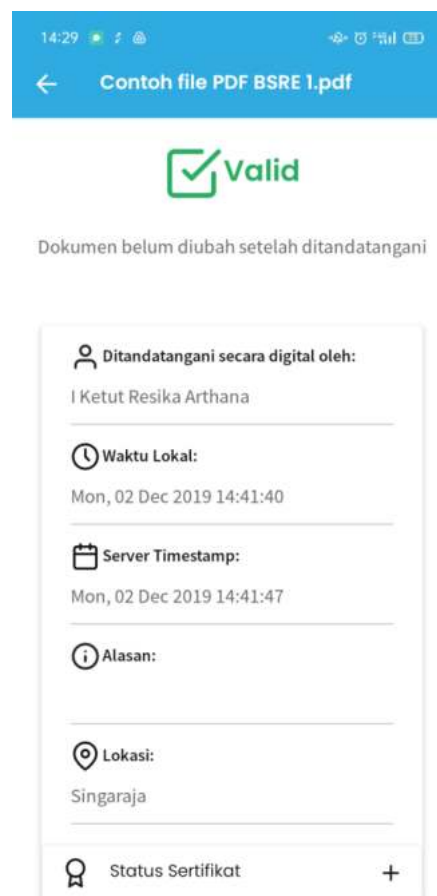 14:29
Contoh file PDF BSRE 1.pdf
Valid
Dokumen belum diubah setelah ditandatangani
Ditandatangani secara digital oleh:
I Ketut Resika Arthana
Waktu Lokal:
Mon, 02 Dec 2019 14:41:40
Server Timestamp:
Mon, 02 Dec 2019 14:41:47
Alasan:
Lokasi:
Singaraja
Status Sertifikat +